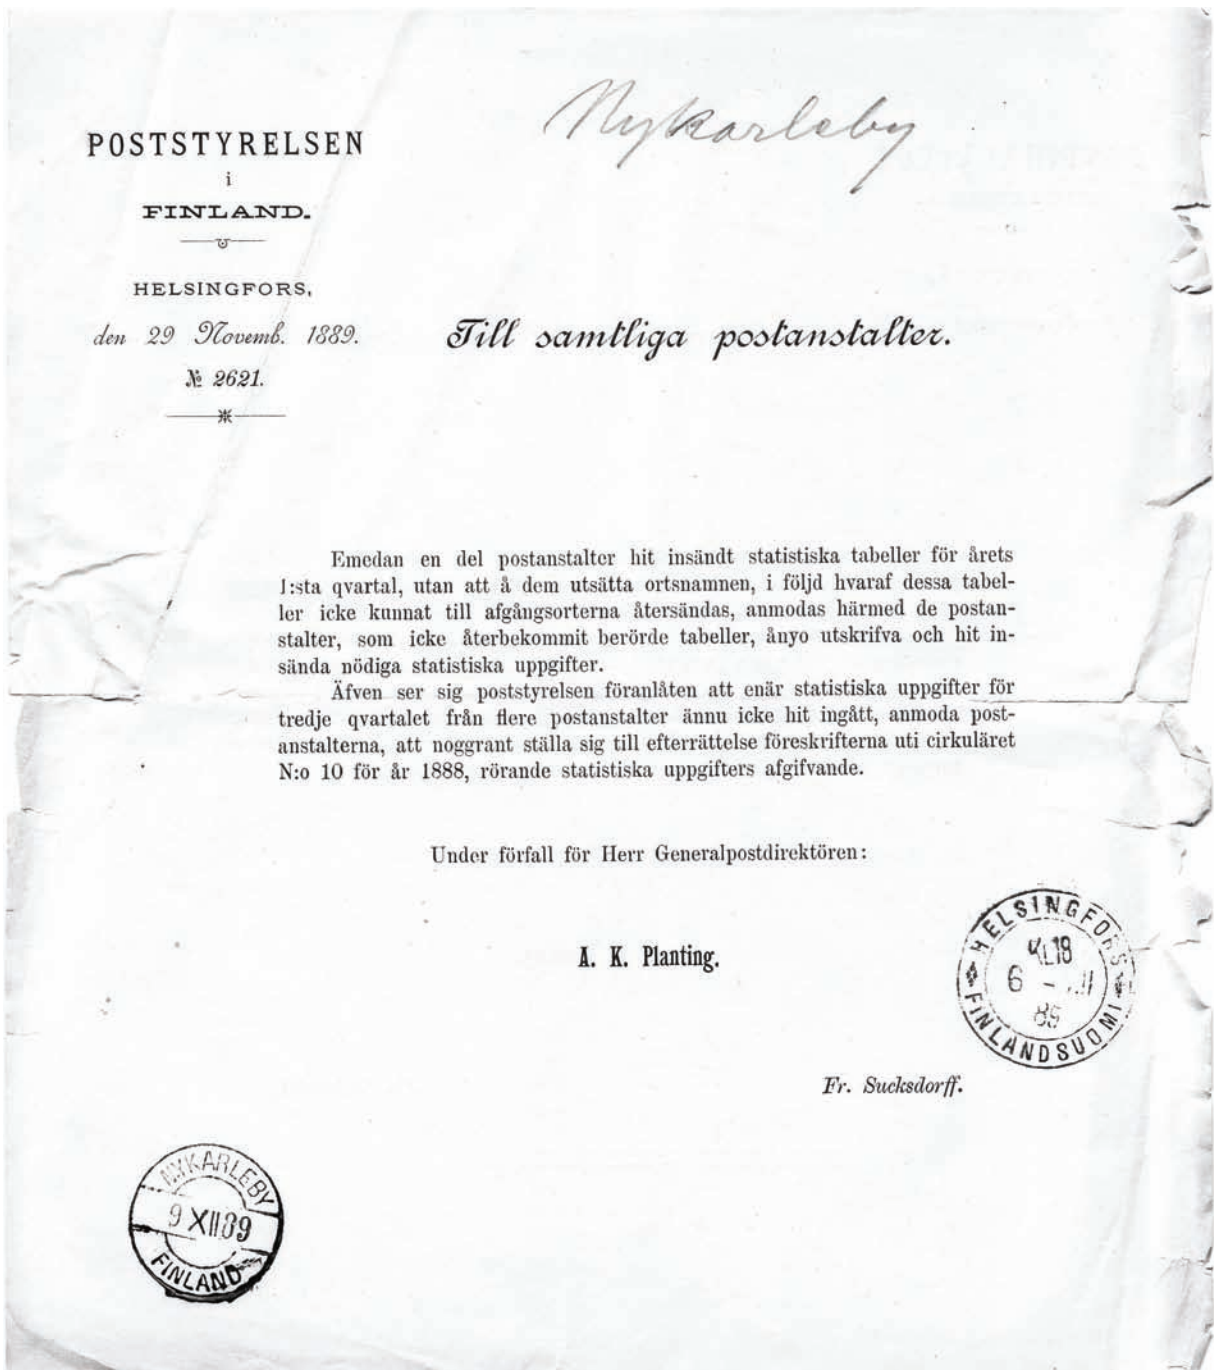 Nykarleby
POSTSTYRELSEN
i
FINLAND.
HELSINGFORS,
den 29 Novemb. 1889.
№ 2621.
Till samtliga postanstalter.
Emedan en del postanstalter hit insändt statistiska tabeller för årets
1:sta qvartal, utan att å dem utsätta ortsnamnen, i följd hvaraf dessa tabel-
ler icke kunnat till afgångsorterna återsändas, anmodas härmed de postan-
stalter, som icke återbekommit berörde tabeller, ånyo utskrifva och hit in-
sända nödiga statistiska uppgifter.
Äfven ser sig poststyrelsen föranlåten att enär statistiska uppgifter för
tredje qvartalet från flere postanstalter ännu icke hit ingått, anmoda post-
anstalterna, att noggrant ställa sig till efterrättelse föreskrifterna uti cirkuläret
N:o 10 för år 1888, rörande statistiska uppgifters afgifvande.
Under förfall för Herr Generalpostdirektören:
A. K. Planting.
HELSINGFORS
KL18
6 -
89
FINLANDSUOMI
Fr. Sucksdorff.
NYKARLEBY
9 XII 89
FINLAND